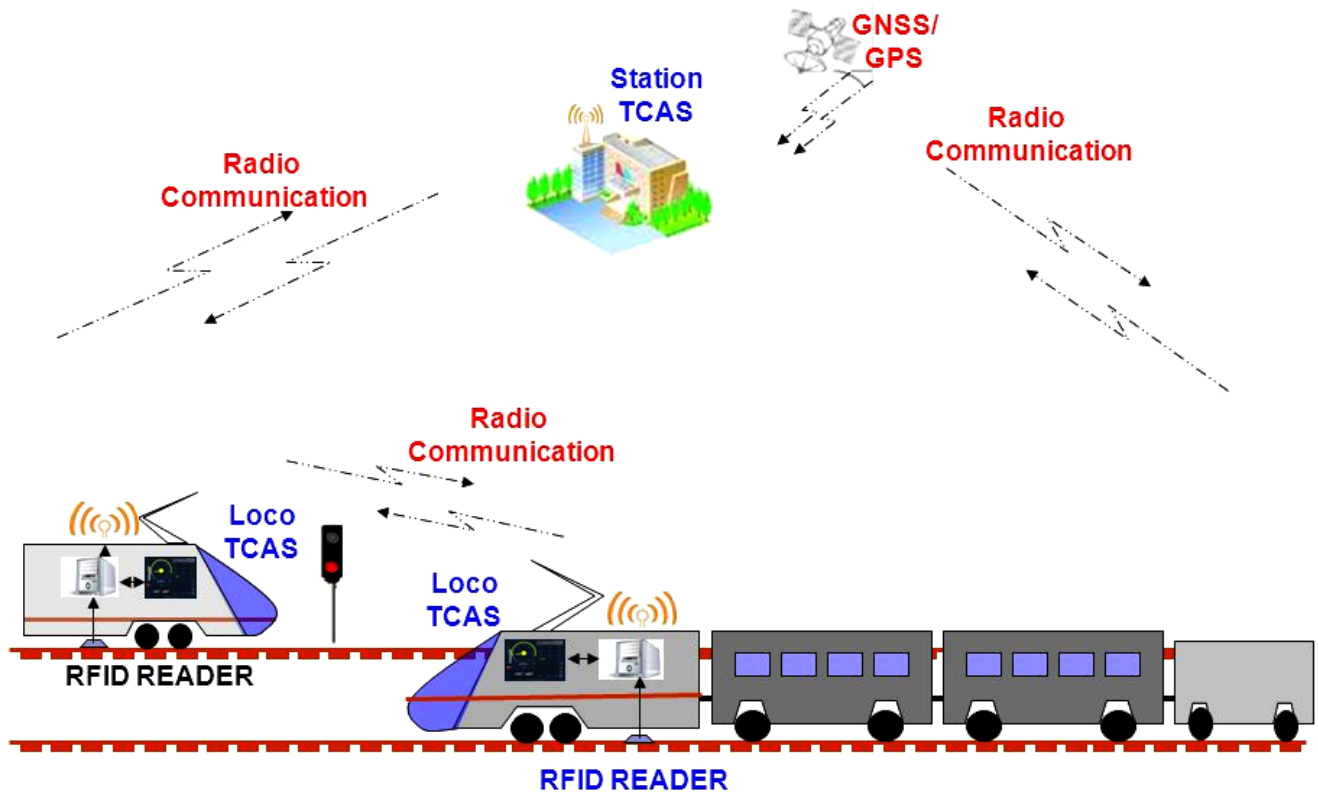 GNSS/
GPS
Station
TCAS
Radio
Communication
Radio
Communication
Radio
Communication
Loco
TCAS
Loco
TCAS
RFID READER
RFID READER